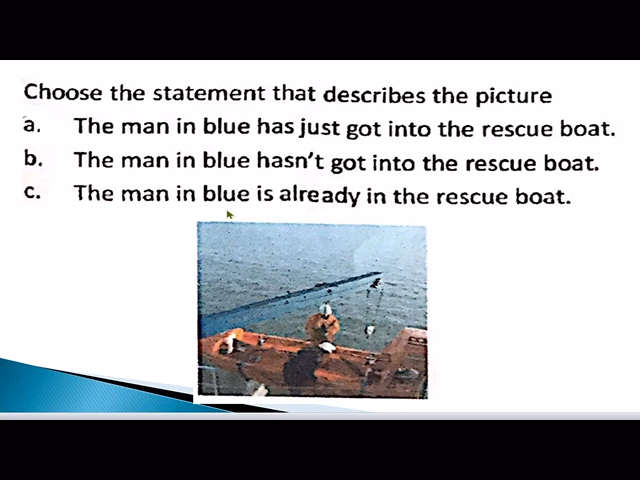 Choose the statement that describes the picture
a. The man in blue has just got into the rescue boat.
b. The man in blue hasn't got into the rescue boat.
c. The man in blue is already in the rescue boat.